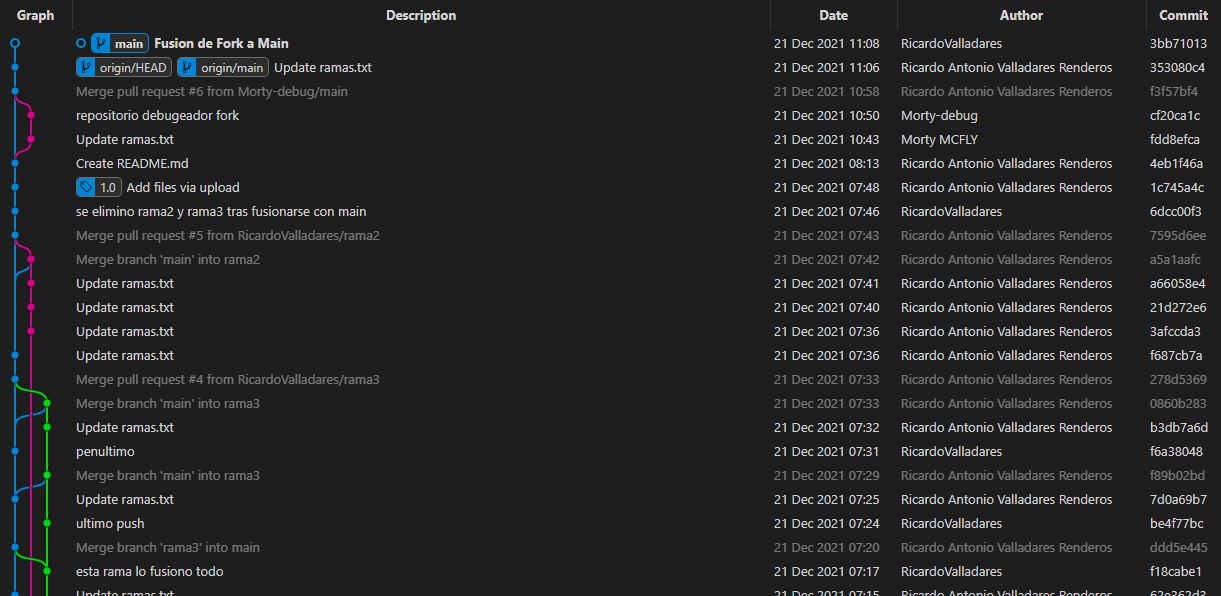 Graph Description Date Author Commit
main Fusion de Fork a Main 21 Dec 2021 11:08 RicardoValladares 3bb71013
origin/HEAD origin/main Update ramas.txt 21 Dec 2021 11:06 Ricardo Antonio Valladares Renderos 353080c4
Merge pull request #6 from Morty-debug/main 21 Dec 2021 10:58 Ricardo Antonio Valladares Renderos f3f57bf4
repositorio debugeador fork 21 Dec 2021 10:50 Morty-debug cf20ca1c
Update ramas.txt 21 Dec 2021 10:43 Morty MCFLY fdd8efca
Create README.md 21 Dec 2021 08:13 Ricardo Antonio Valladares Renderos 4eb1f46a
1.0 Add files via upload 21 Dec 2021 07:48 Ricardo Antonio Valladares Renderos 1c745a4c
se elimino rama2 y rama3 tras fusionarse con main 21 Dec 2021 07:46 RicardoValladares 6dcc00f3
Merge pull request #5 from RicardoValladares/rama2 21 Dec 2021 07:43 Ricardo Antonio Valladares Renderos 7595d6ee
Merge branch 'main' into rama2 21 Dec 2021 07:42 Ricardo Antonio Valladares Renderos a5a1aafc
Update ramas.txt 21 Dec 2021 07:41 Ricardo Antonio Valladares Renderos a66058e4
Update ramas.txt 21 Dec 2021 07:40 Ricardo Antonio Valladares Renderos 21d272e6
Update ramas.txt 21 Dec 2021 07:36 Ricardo Antonio Valladares Renderos 3afccda3
Update ramas.txt 21 Dec 2021 07:36 Ricardo Antonio Valladares Renderos f687cb7a
Merge pull request #4 from RicardoValladares/rama3 21 Dec 2021 07:33 Ricardo Antonio Valladares Renderos 278d5369
Merge branch 'main' into rama3 21 Dec 2021 07:33 Ricardo Antonio Valladares Renderos 0860b283
Update ramas.txt 21 Dec 2021 07:32 Ricardo Antonio Valladares Renderos b3db7a6d
penultimo 21 Dec 2021 07:31 RicardoValladares f6a38048
Merge branch 'main' into rama3 21 Dec 2021 07:29 Ricardo Antonio Valladares Renderos f89b02bd
Update ramas.txt 21 Dec 2021 07:25 Ricardo Antonio Valladares Renderos 7d0a69b7
ultimo push 21 Dec 2021 07:24 RicardoValladares be4f77bc
Merge branch 'rama3' into main 21 Dec 2021 07:20 Ricardo Antonio Valladares Renderos ddd5e445
esta rama lo fusiono todo 21 Dec 2021 07:17 RicardoValladares f18cabe1
Update ramas.txt 21 Dec 2021 07:15 Ricardo Antonio Valladares Renderos 62e362d3